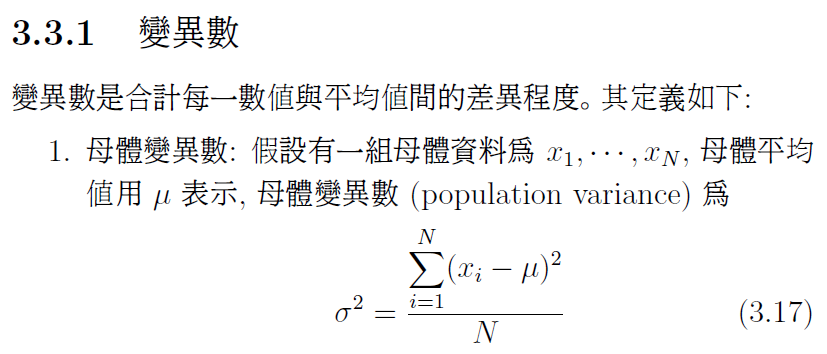 3.3.1 變異數
變異數是合計每一數值與平均值間的差異程度。其定義如下:
1. 母體變異數: 假設有一組母體資料爲 x₁, ⋯ , x_N, 母體平均
值用 μ 表示, 母體變異數 (population variance) 爲
σ² = \frac{\sum_{i=1}^{N}(x_i − μ)²}{N} (3.17)